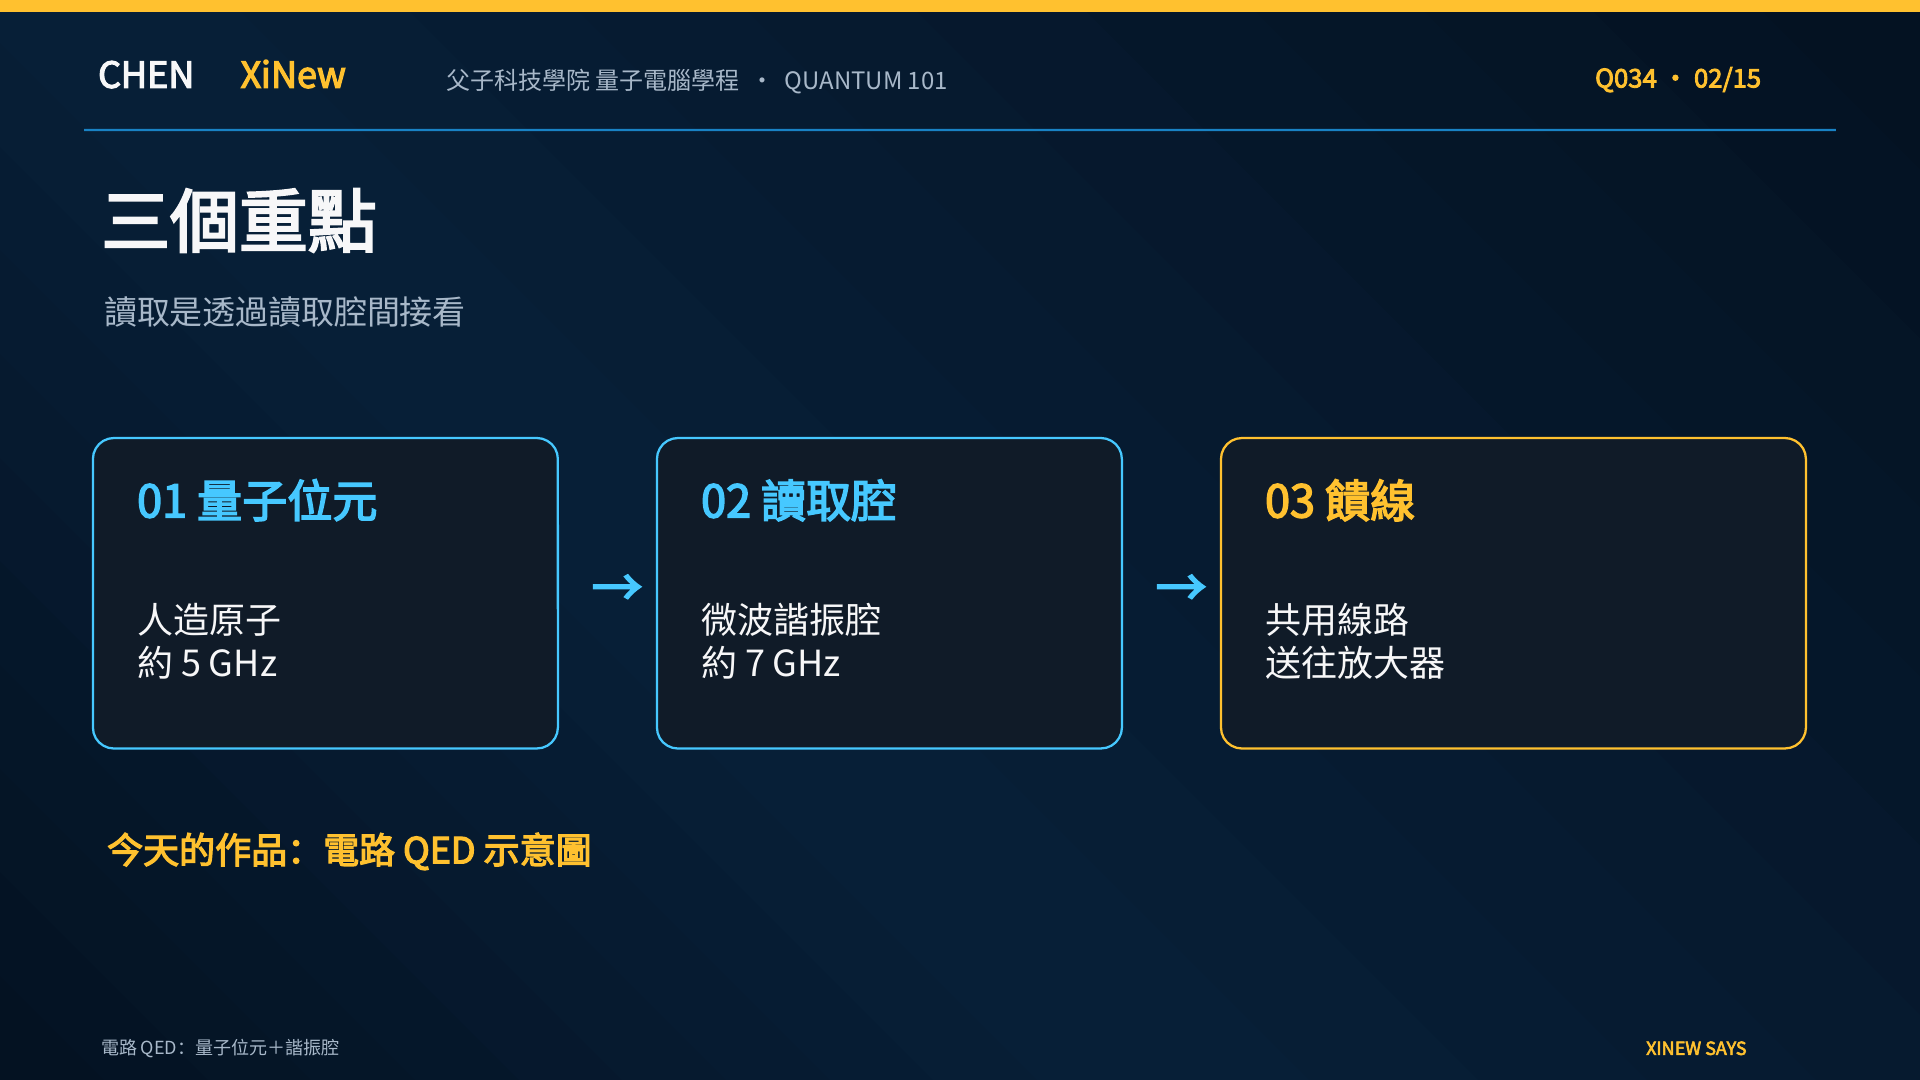 CHEN XiNew 父子科技學院 量子電腦學程 · QUANTUM 101 Q034 · 02/15
三個重點
讀取是透過讀取腔間接看
01 量子位元
人造原子
約 5 GHz
→
02 讀取腔
微波諧振腔
約 7 GHz
→
03 饋線
共用線路
送往放大器
今天的作品：電路 QED 示意圖
電路 QED：量子位元＋諧振腔 XINEW SAYS